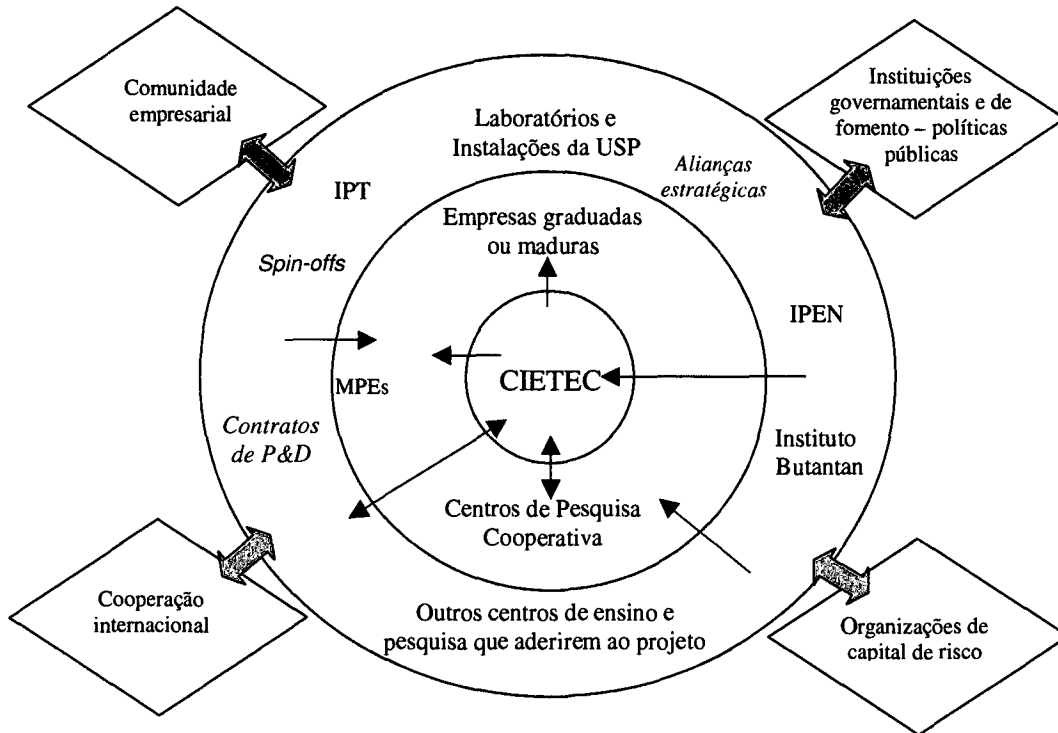 Comunidade
empresarial
Instituições
governamentais e de
fomento – políticas
públicas
Laboratórios e
Instalações da USP
Alianças
estratégicas
IPT
Empresas graduadas
ou maduras
Spin-offs
IPEN
CIETEC
MPEs
Contratos
de P&D
Instituto
Butantan
Centros de Pesquisa
Cooperativa
Cooperação
internacional
Outros centros de ensino e
pesquisa que aderirem ao projeto
Organizações de
capital de risco